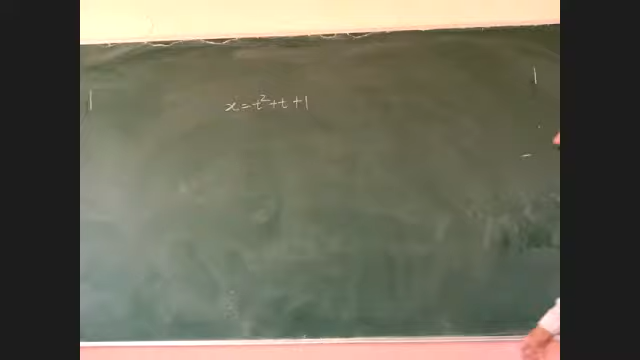 x = t² + t + 1